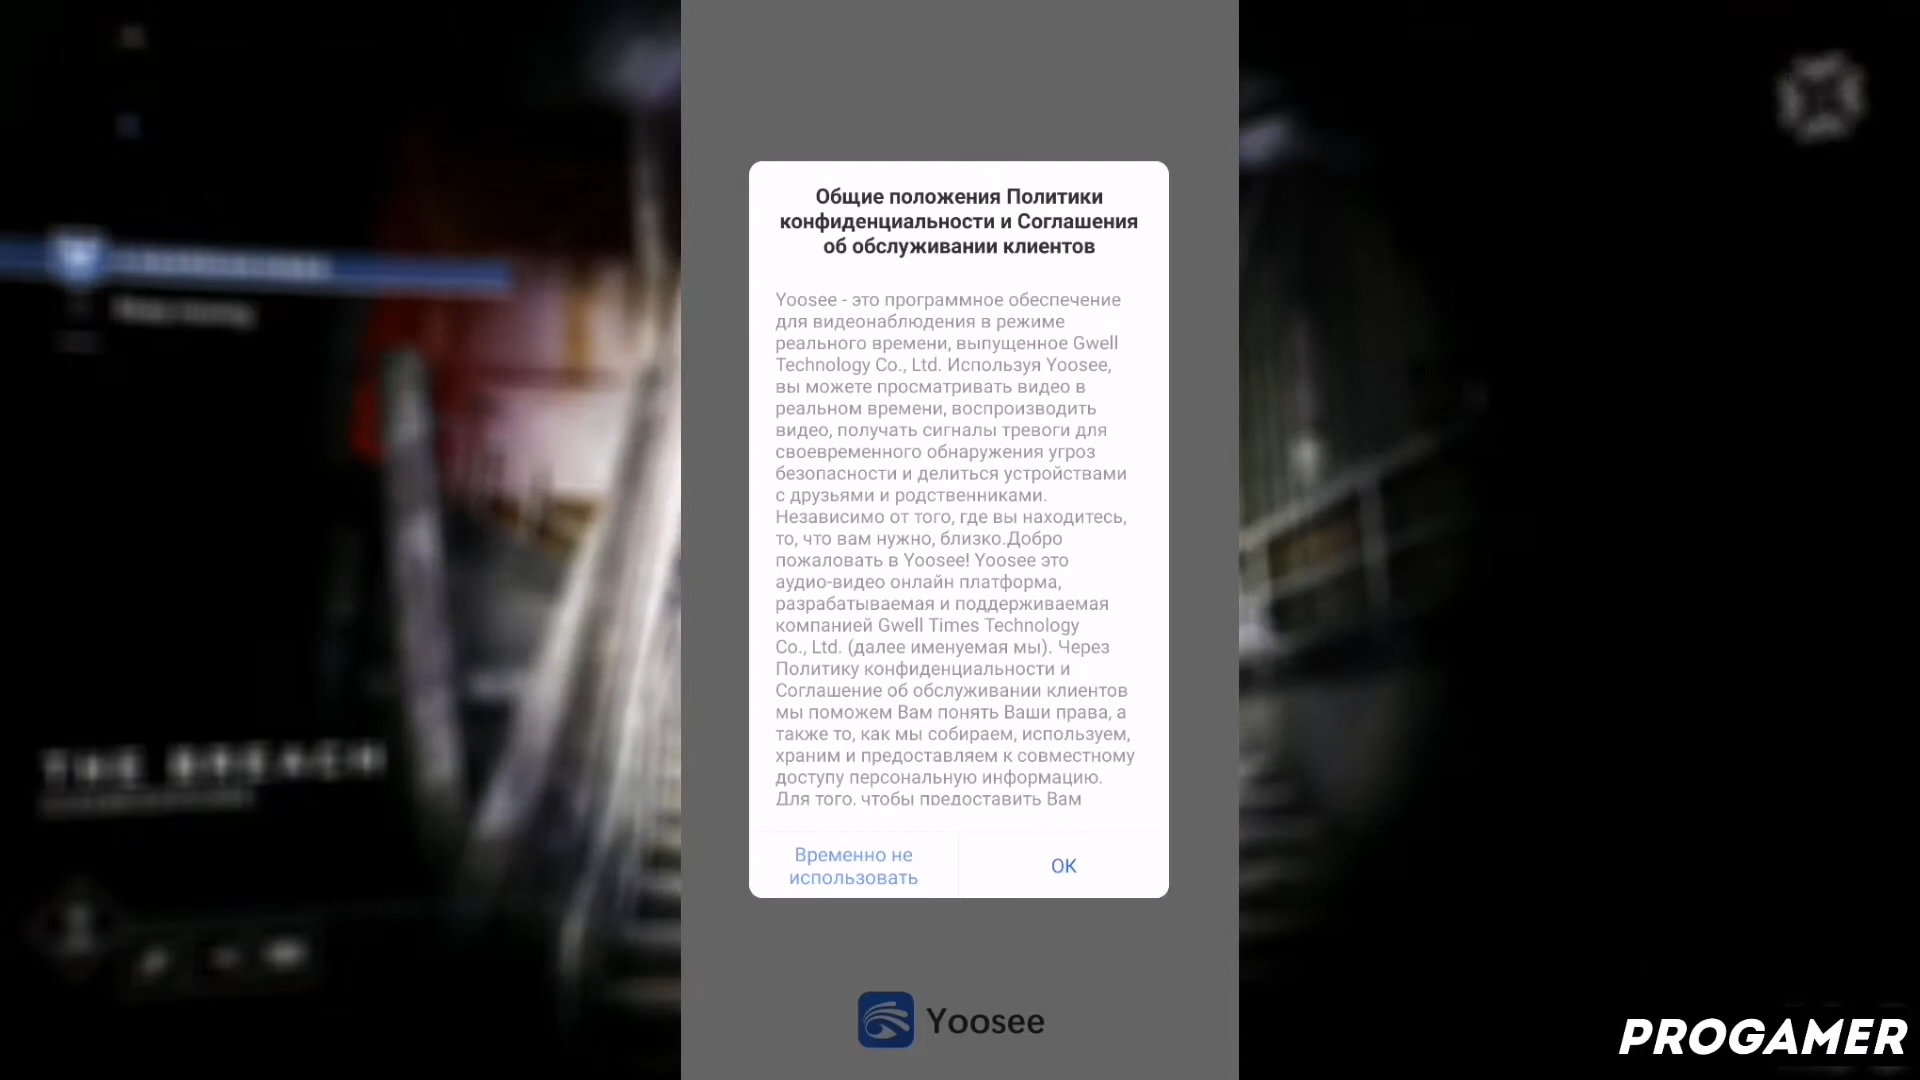 Общие положения Политики
конфиденциальности и Соглашения
об обслуживании клиентов
Yoosee - это программное обеспечение
для видеонаблюдения в режиме
реального времени, выпущенное Gwell
Technology Co., Ltd. Используя Yoosee,
вы можете просматривать видео в
реальном времени, воспроизводить
видео, получать сигналы тревоги для
своевременного обнаружения угроз
безопасности и делиться устройствами
с друзьями и родственниками.
Независимо от того, где вы находитесь,
то, что вам нужно, близко.Добро
пожаловать в Yoosee! Yoosee это
аудио-видео онлайн платформа,
разрабатываемая и поддерживаемая
компанией Gwell Times Technology
Co., Ltd. (далее именуемая мы). Через
Политику конфиденциальности и
Соглашение об обслуживании клиентов
мы поможем Вам понять Ваши права, а
также то, как мы собираем, используем,
храним и предоставляем к совместному
доступу персональную информацию.
Для того, чтобы предоставить Вам
Временно не
использовать
ОК
Yoosee
THE BREACH
PROGAMER